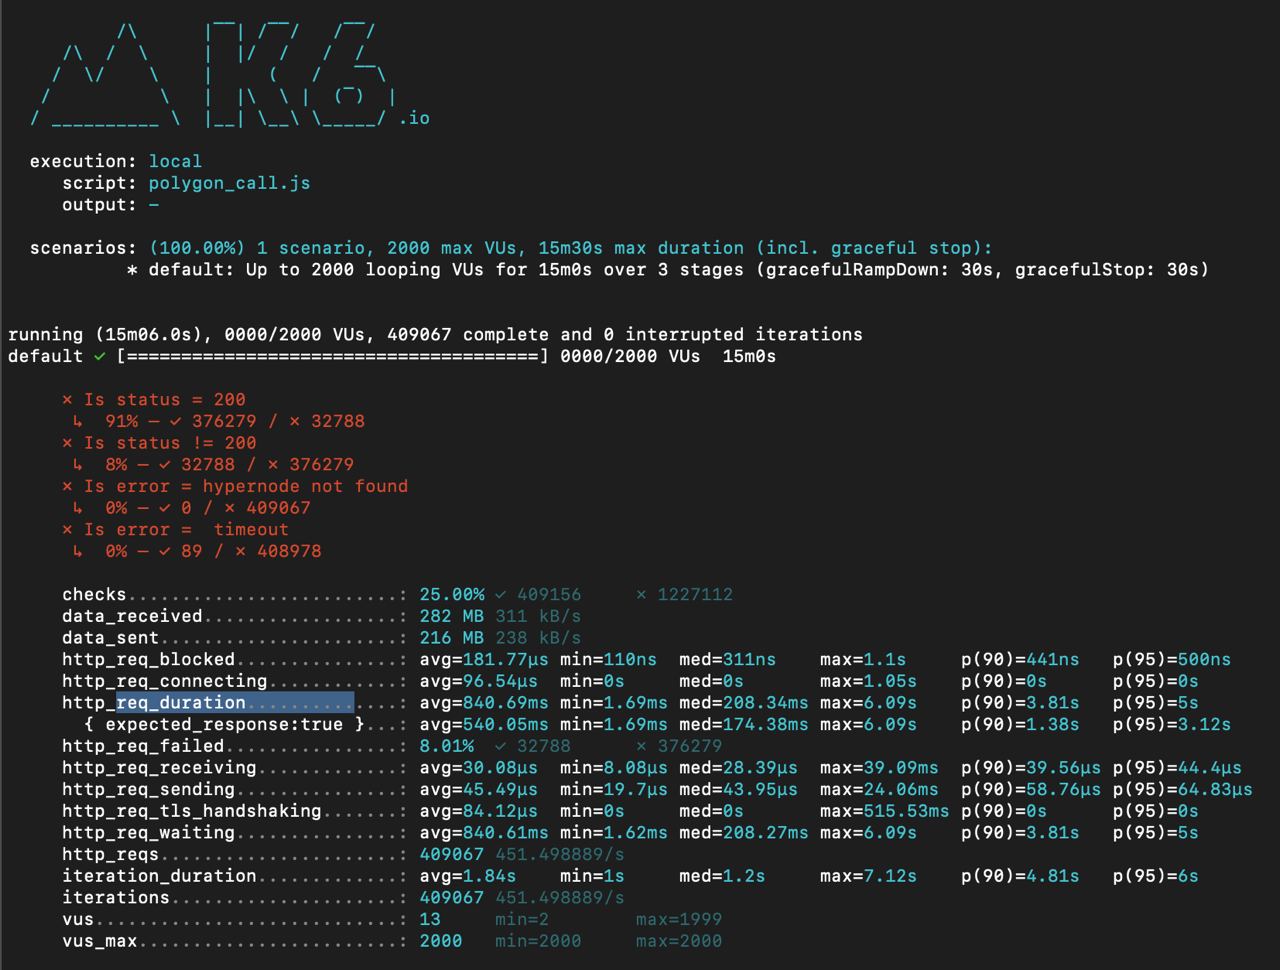 K6 .io
execution: local
script: polygon_call.js
output: –
scenarios: (100.00%) 1 scenario, 2000 max VUs, 15m30s max duration (incl. graceful stop):
* default: Up to 2000 looping VUs for 15m0s over 3 stages (gracefulRampDown: 30s, gracefulStop: 30s)
running (15m06.0s), 0000/2000 VUs, 409067 complete and 0 interrupted iterations
default ✓ [======================================] 0000/2000 VUs  15m0s
✗ Is status = 200
↳  91% — ✓ 376279 / ✗ 32788
✗ Is status != 200
↳  8% — ✓ 32788 / ✗ 376279
✗ Is error = hypernode not found
↳  0% — ✓ 0 / ✗ 409067
✗ Is error =  timeout
↳  0% — ✓ 89 / ✗ 408978
checks.........................: 25.00% ✓ 409156     ✗ 1227112
data_received..................: 282 MB 311 kB/s
data_sent......................: 216 MB 238 kB/s
http_req_blocked...............: avg=181.77µs min=110ns  med=311ns    max=1.1s     p(90)=441ns   p(95)=500ns
http_req_connecting............: avg=96.54µs  min=0s     med=0s       max=1.05s    p(90)=0s      p(95)=0s
http_req_duration..............: avg=840.69ms min=1.69ms med=208.34ms max=6.09s    p(90)=3.81s   p(95)=5s
{ expected_response:true }...: avg=540.05ms min=1.69ms med=174.38ms max=6.09s    p(90)=1.38s   p(95)=3.12s
http_req_failed................: 8.01%  ✓ 32788      ✗ 376279
http_req_receiving.............: avg=30.08µs  min=8.08µs med=28.39µs  max=39.09ms  p(90)=39.56µs p(95)=44.4µs
http_req_sending...............: avg=45.49µs  min=19.7µs med=43.95µs  max=24.06ms  p(90)=58.76µs p(95)=64.83µs
http_req_tls_handshaking.......: avg=84.12µs  min=0s     med=0s       max=515.53ms p(90)=0s      p(95)=0s
http_req_waiting...............: avg=840.61ms min=1.62ms med=208.27ms max=6.09s    p(90)=3.81s   p(95)=5s
http_reqs......................: 409067 451.498889/s
iteration_duration.............: avg=1.84s    min=1s     med=1.2s     max=7.12s    p(90)=4.81s   p(95)=6s
iterations.....................: 409067 451.498889/s
vus............................: 13     min=2        max=1999
vus_max........................: 2000   min=2000     max=2000